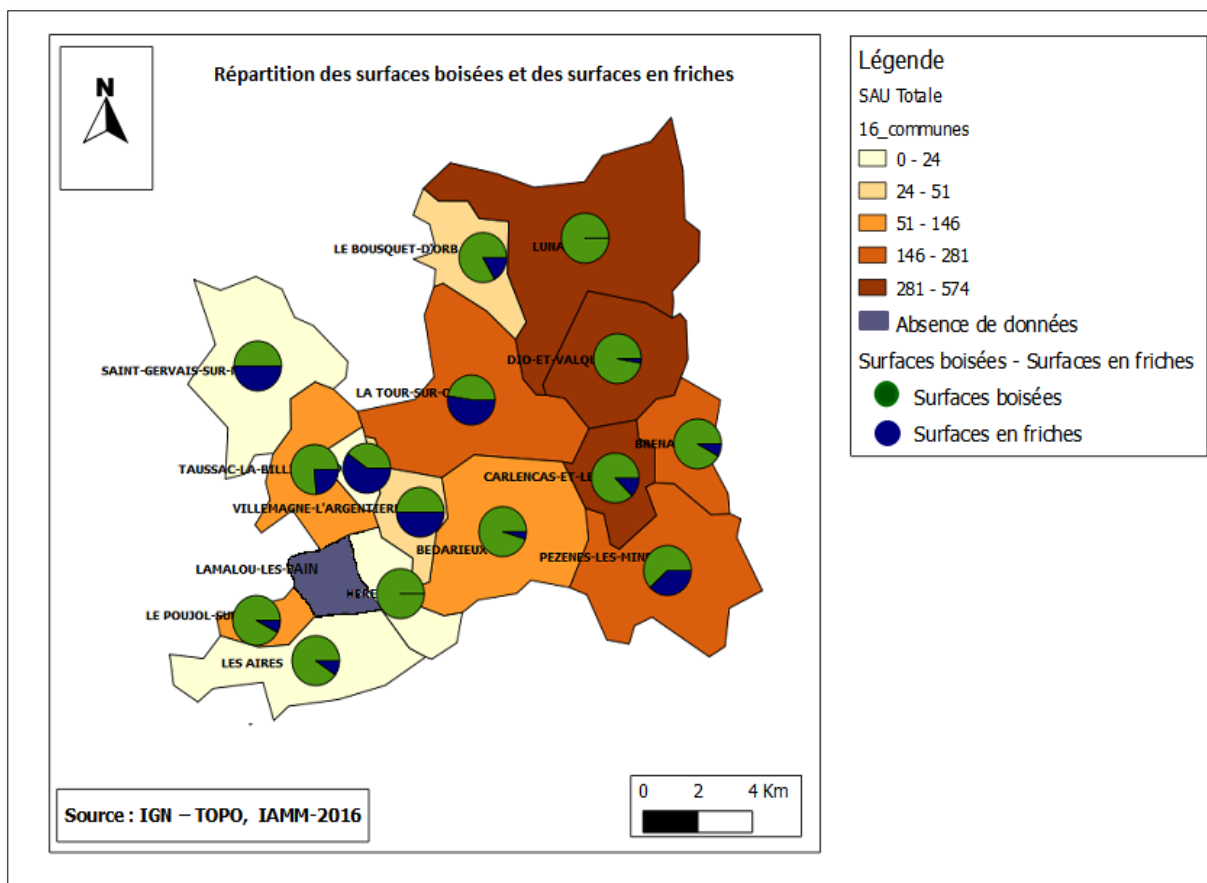 Répartition des surfaces boisées et des surfaces en friches
N
LE BOUSQUET-D'ORB
LUNA
DIO-ET-VALQ
SAINT-GERVAIS-SUR-
LA TOUR-SUR-
BRENA
TAUSSAC-LA-BILL
CARLENCAS-ET-LE
VILLEMAGNE-L'ARGENTIER
BEDARIEUX
PEZENES-LES-MINE
LAMALOU-LES-BAIN
HERE
LE POUJOL-SU
LES AIRES
Source : IGN – TOPO, IAMM-2016
0 2 4 Km
Légende
SAU Totale
16_communes
0 - 24
24 - 51
51 - 146
146 - 281
281 - 574
Absence de données
Surfaces boisées - Surfaces en friches
Surfaces boisées
Surfaces en friches